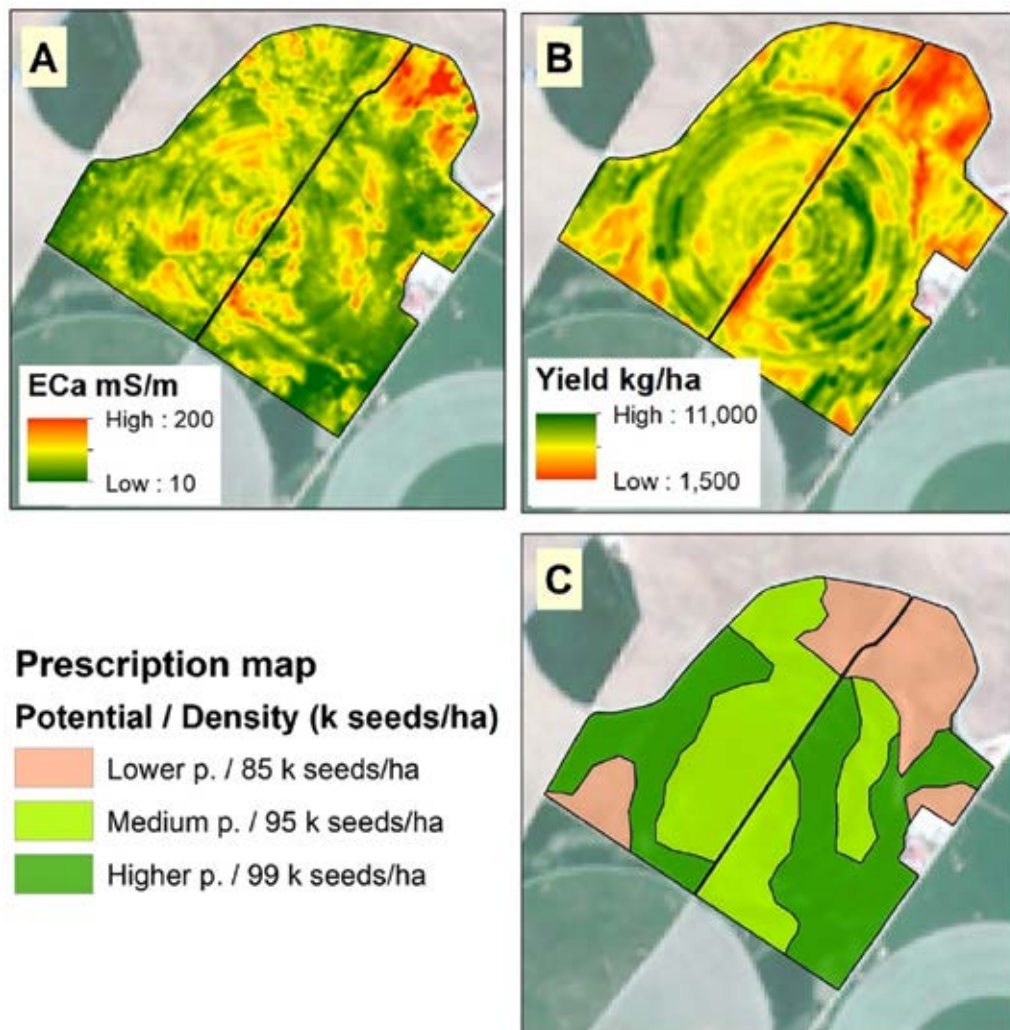 A
ECa mS/m
High : 200
Low : 10
B
Yield kg/ha
High : 11,000
Low : 1,500
Prescription map
Potential / Density (k seeds/ha)
Lower p. / 85 k seeds/ha
Medium p. / 95 k seeds/ha
Higher p. / 99 k seeds/ha
C